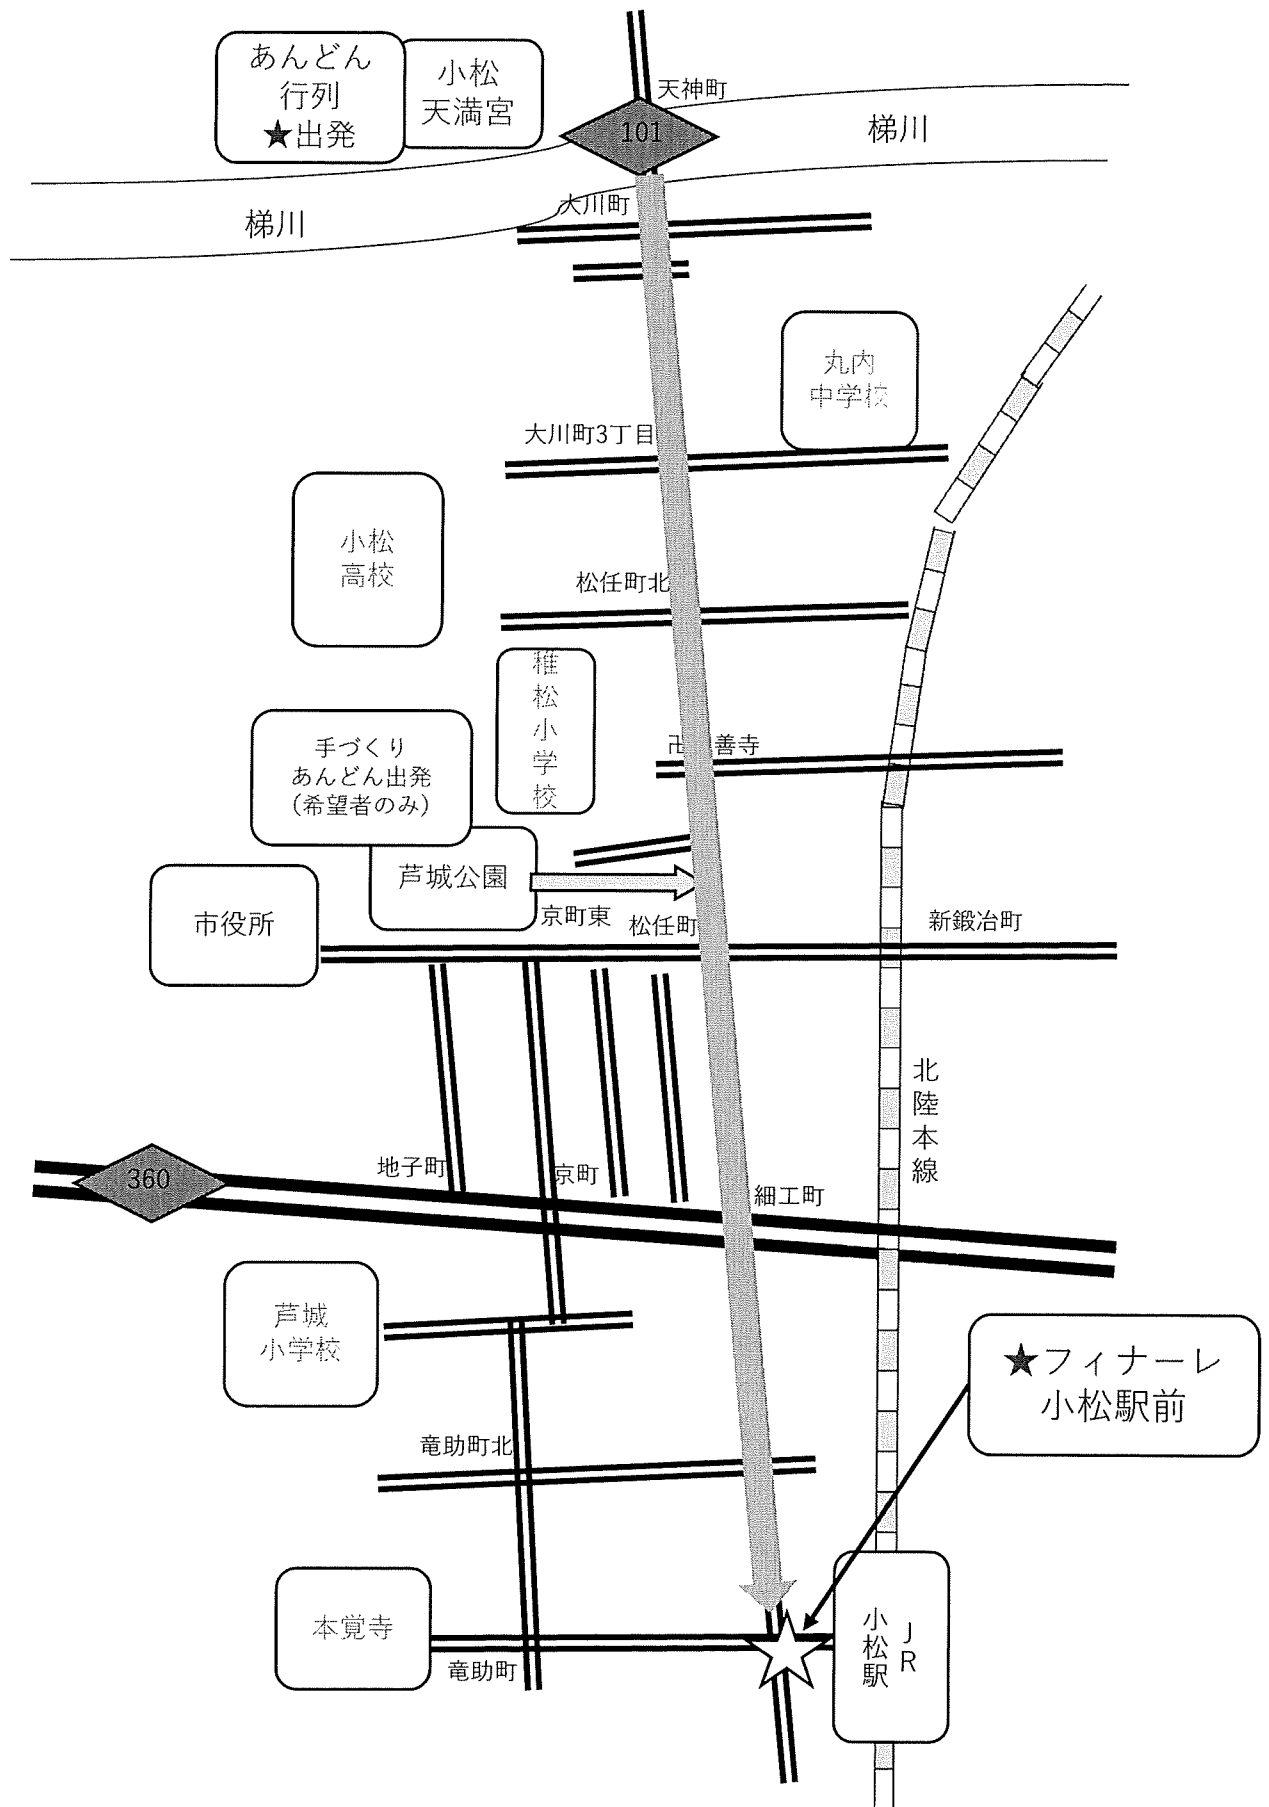 あんどん
行列
★出発
小松
天満宮
天神町
101
梯川
梯川
大川町
丸内
中学校
大川町3丁目
小松
高校
松任町北
稚松小学校
手づくり
あんどん出発
(希望者のみ)
卍 善寺
芦城公園
市役所
京町東
松任町
新鍛冶町
北陸本線
360
地子町
京町
細工町
芦城
小学校
★フィナーレ
小松駅前
竜助町北
本覚寺
竜助町
JR
小松駅